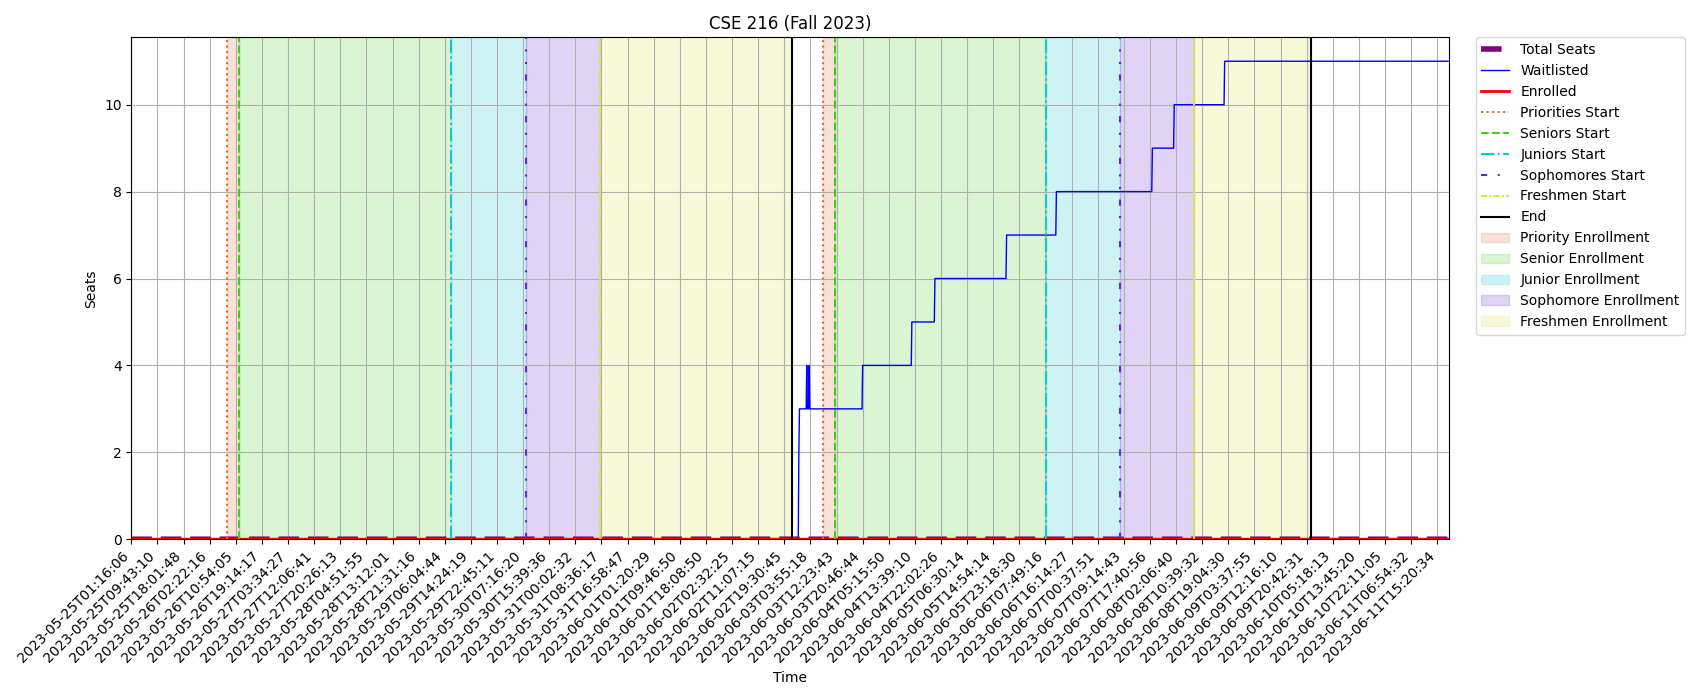 CSE 216 (Fall 2023)
Total Seats
Waitlisted
Enrolled
Priorities Start
Seniors Start
Juniors Start
Sophomores Start
Freshmen Start
End
Priority Enrollment
Senior Enrollment
Junior Enrollment
Sophomore Enrollment
Freshmen Enrollment
Seats
10
8
6
4
2
0
2023-05-25T01:16:06
2023-05-25T09:43:10
2023-05-25T18:01:48
2023-05-26T02:22:16
2023-05-26T10:54:05
2023-05-26T19:14:17
2023-05-27T03:34:27
2023-05-27T12:06:41
2023-05-27T20:26:13
2023-05-28T04:51:55
2023-05-28T13:12:01
2023-05-28T21:31:16
2023-05-29T06:04:44
2023-05-29T14:24:19
2023-05-29T22:45:11
2023-05-30T07:16:20
2023-05-30T15:39:36
2023-05-31T00:02:32
2023-05-31T08:36:17
2023-05-31T16:58:47
2023-06-01T01:20:29
2023-06-01T09:46:50
2023-06-01T18:08:50
2023-06-02T02:32:25
2023-06-02T11:07:15
2023-06-02T19:30:45
2023-06-03T03:55:18
2023-06-03T12:23:43
2023-06-03T20:46:44
2023-06-04T05:15:50
2023-06-04T13:39:10
2023-06-04T22:02:26
2023-06-05T06:30:14
2023-06-05T14:54:14
2023-06-05T23:18:30
2023-06-06T07:49:16
2023-06-06T16:14:27
2023-06-07T00:37:51
2023-06-07T09:14:43
2023-06-07T17:40:56
2023-06-08T02:06:40
2023-06-08T10:39:32
2023-06-08T19:04:30
2023-06-09T03:37:55
2023-06-09T12:16:10
2023-06-09T20:42:31
2023-06-10T05:18:13
2023-06-10T13:45:20
2023-06-10T22:11:05
2023-06-11T06:54:32
2023-06-11T15:20:34
Time